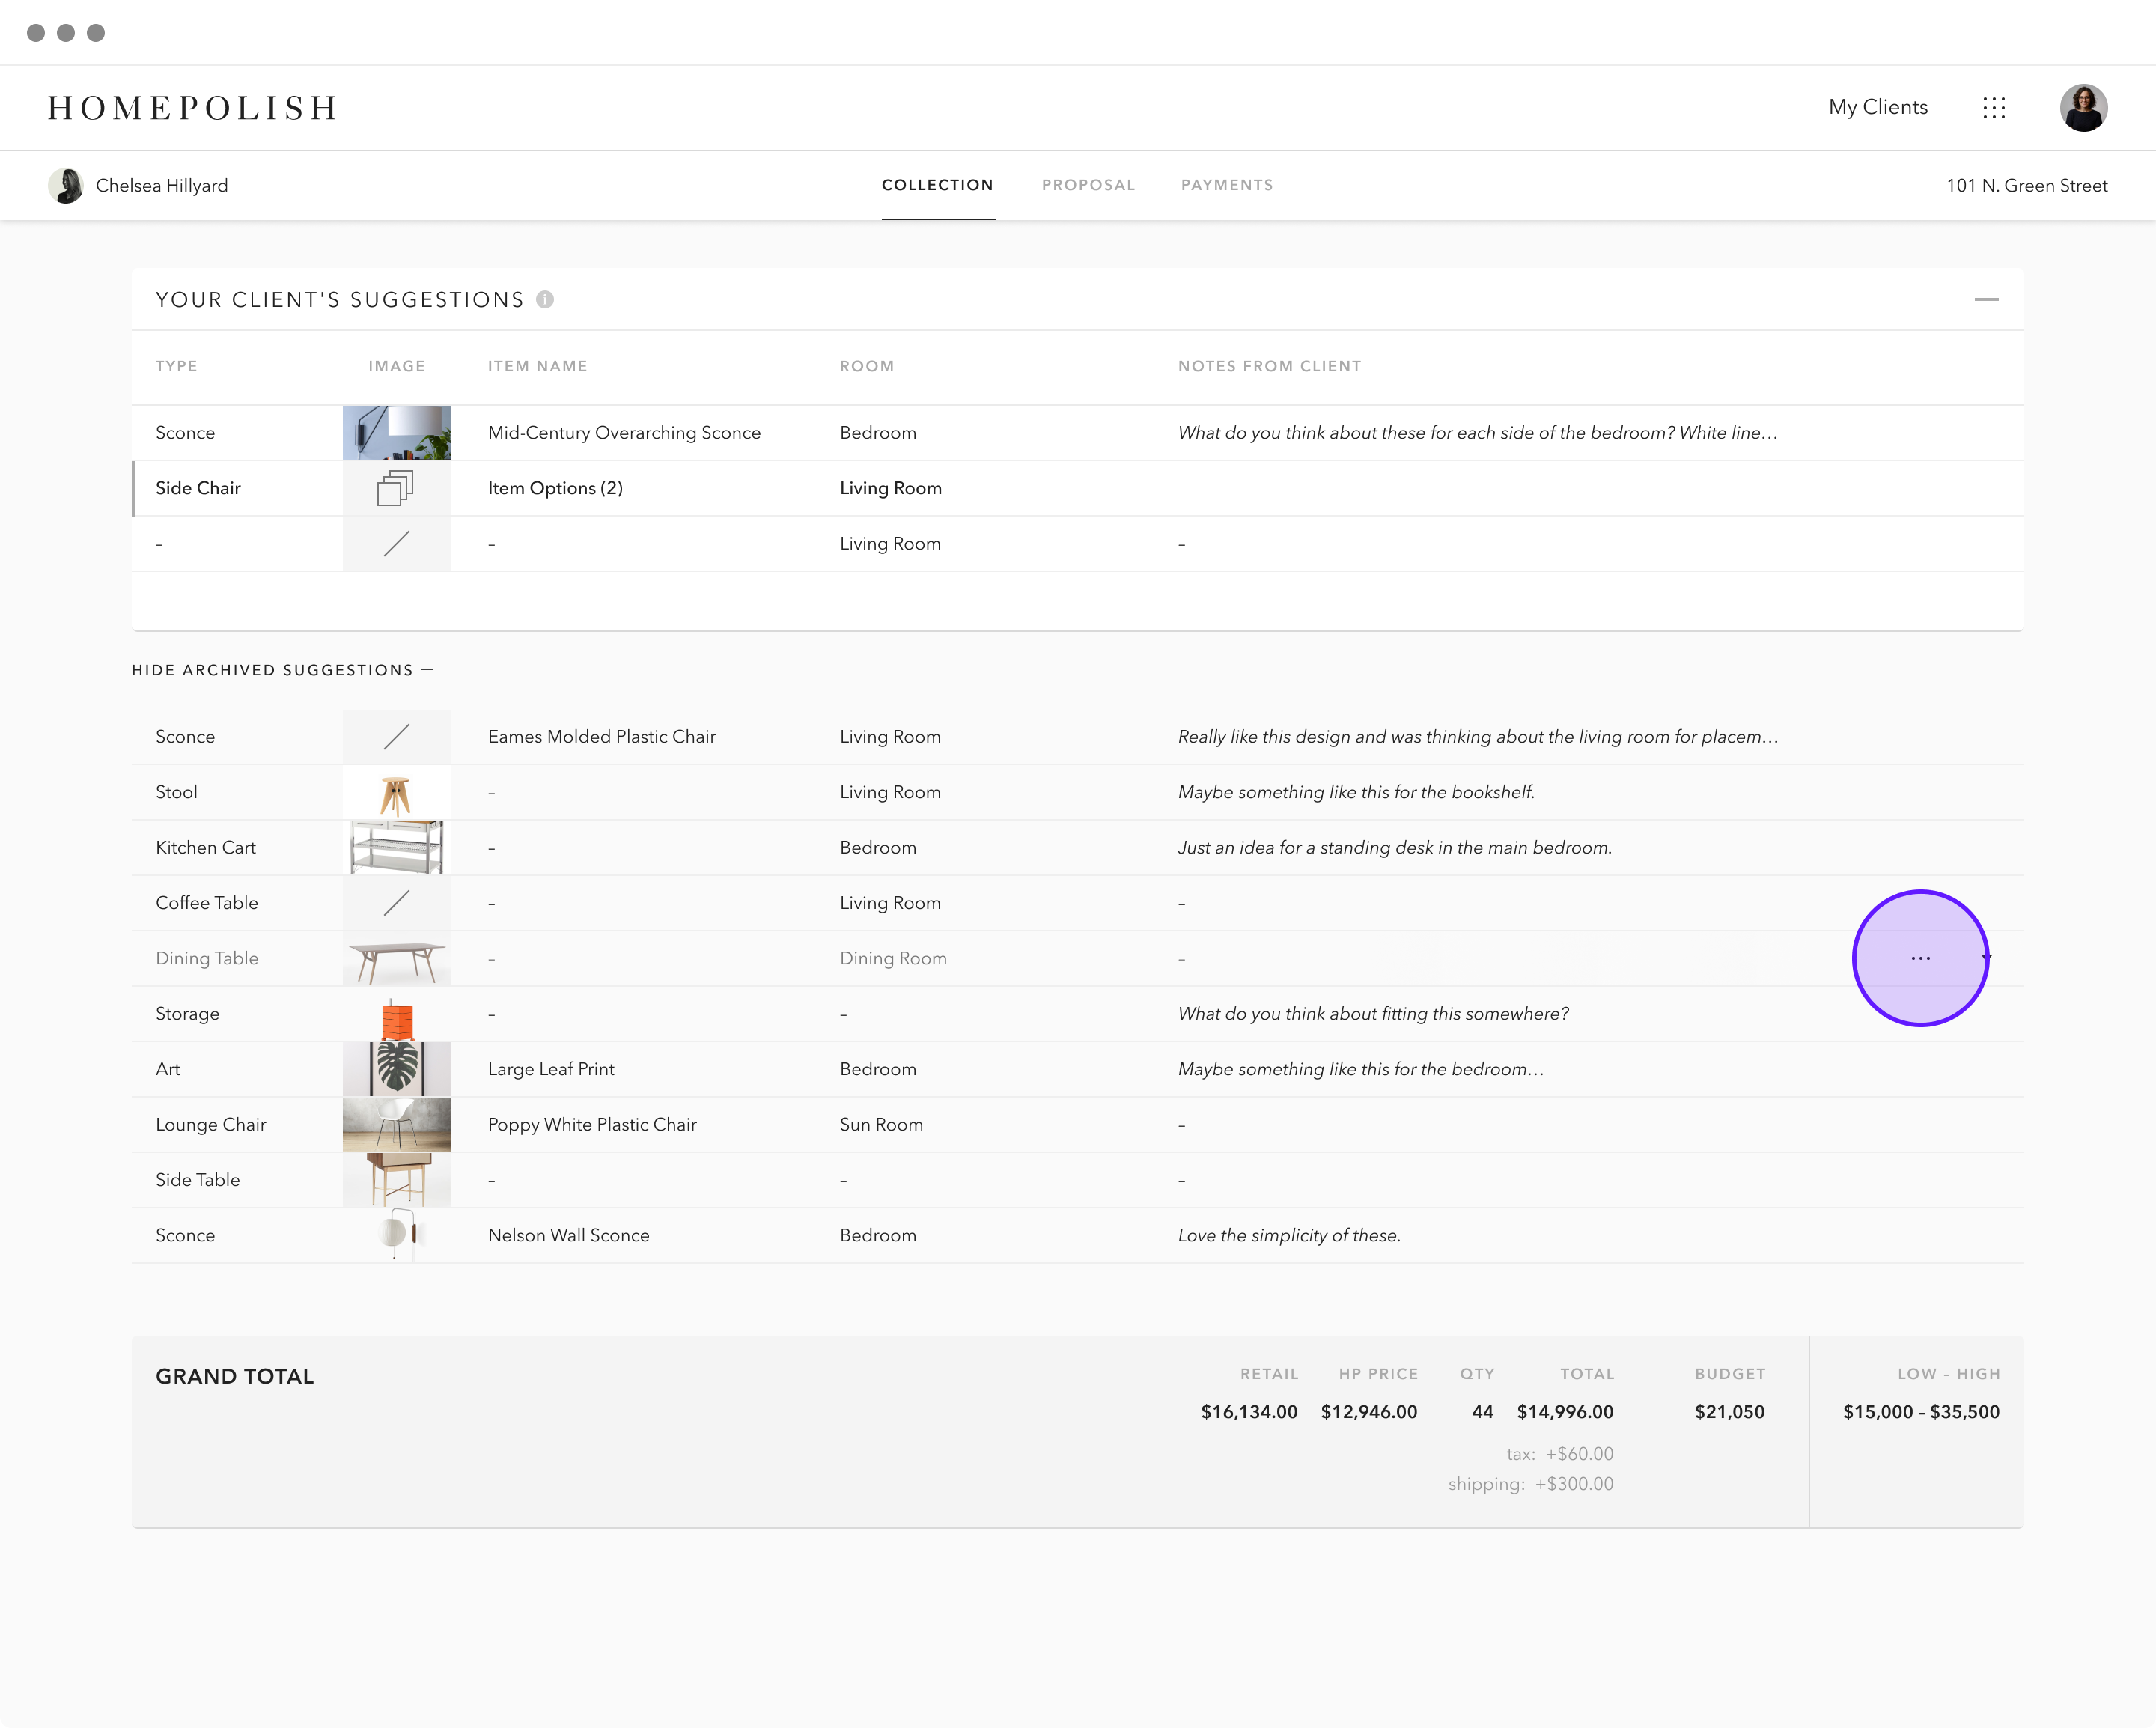 HOMEPOLISH
My Clients
Chelsea Hillyard
COLLECTION PROPOSAL PAYMENTS
101 N. Green Street
YOUR CLIENT'S SUGGESTIONS i
TYPE IMAGE ITEM NAME ROOM NOTES FROM CLIENT
Sconce Mid-Century Overarching Sconce Bedroom What do you think about these for each side of the bedroom? White line…
Side Chair Item Options (2) Living Room
– – Living Room –
HIDE ARCHIVED SUGGESTIONS —
Sconce Eames Molded Plastic Chair Living Room Really like this design and was thinking about the living room for placem…
Stool – Living Room Maybe something like this for the bookshelf.
Kitchen Cart – Bedroom Just an idea for a standing desk in the main bedroom.
Coffee Table – Living Room –
Dining Table – Dining Room – …
Storage – – What do you think about fitting this somewhere?
Art Large Leaf Print Bedroom Maybe something like this for the bedroom…
Lounge Chair Poppy White Plastic Chair Sun Room –
Side Table – – –
Sconce Nelson Wall Sconce Bedroom Love the simplicity of these.
GRAND TOTAL
RETAIL HP PRICE QTY TOTAL BUDGET LOW – HIGH
$16,134.00 $12,946.00 44 $14,996.00 $21,050 $15,000 – $35,500
tax: +$60.00
shipping: +$300.00